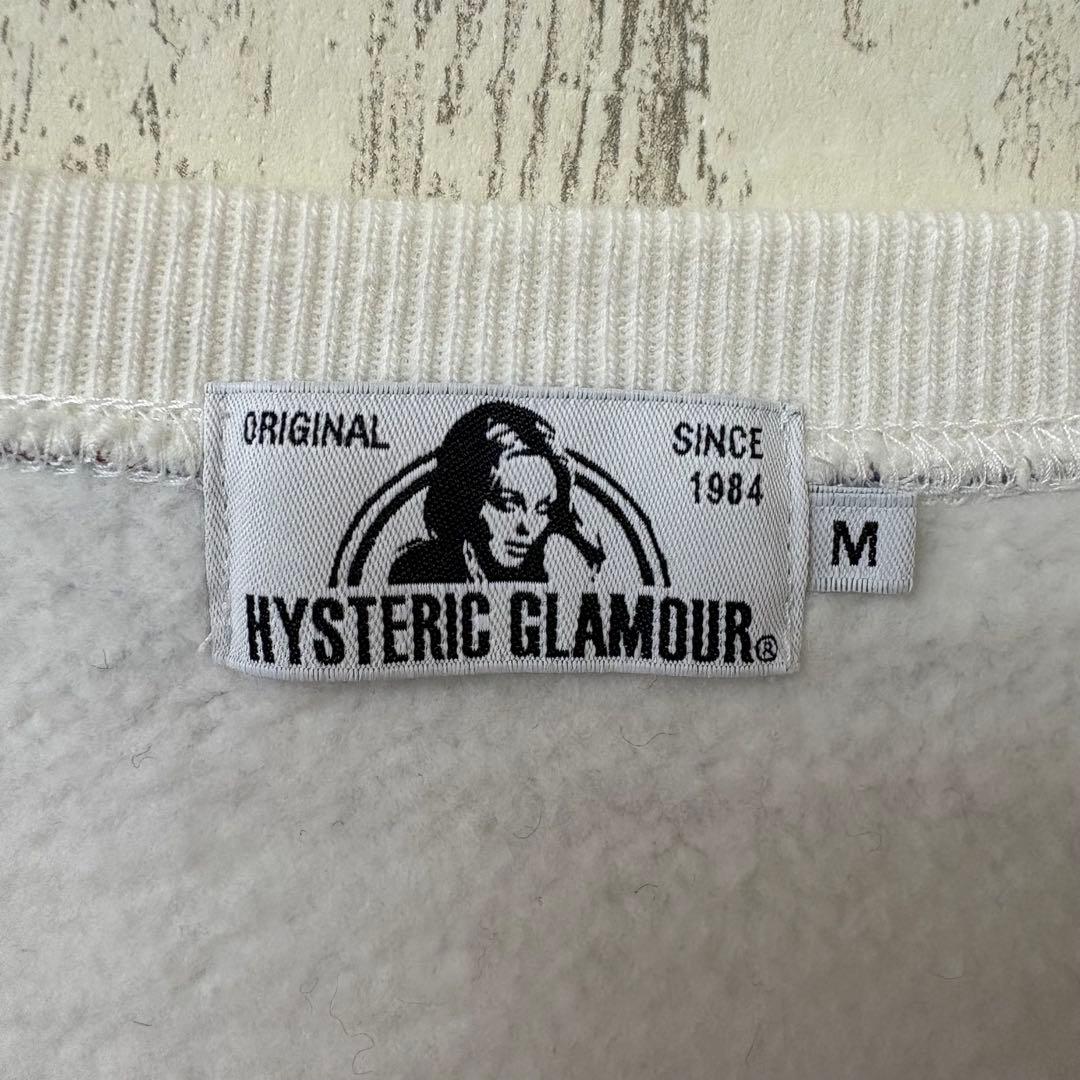 ORIGINAL
SINCE
1984
HYSTERIC GLAMOUR®
M